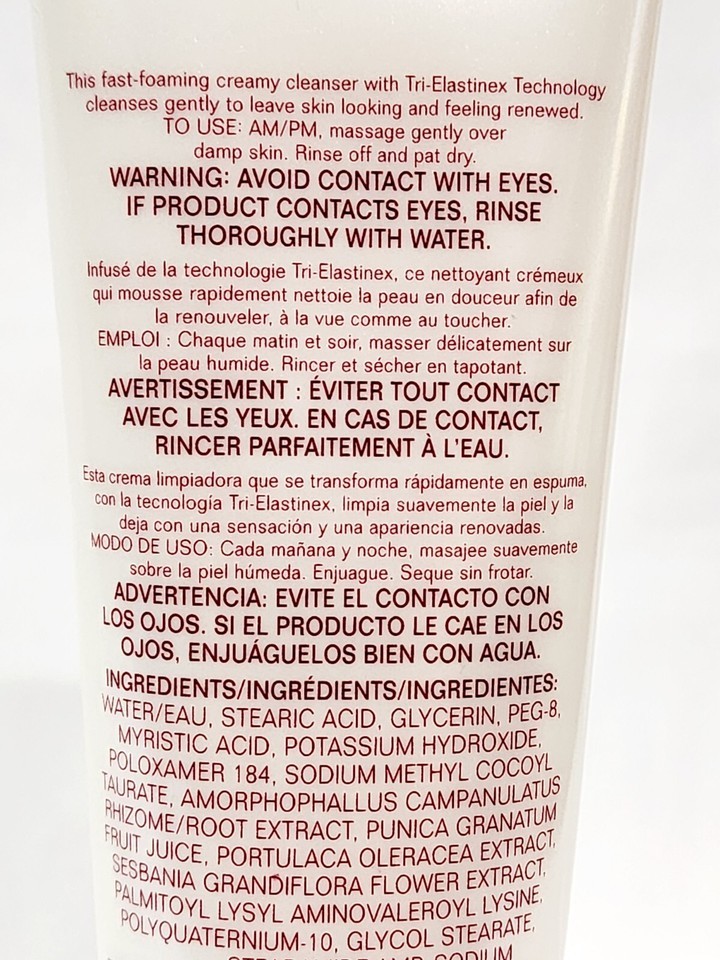 This fast-foaming creamy cleanser with Tri-Elastinex Technology
cleanses gently to leave skin looking and feeling renewed.
TO USE: AM/PM, massage gently over
damp skin. Rinse off and pat dry.
WARNING: AVOID CONTACT WITH EYES.
IF PRODUCT CONTACTS EYES, RINSE
THOROUGHLY WITH WATER.
Infusé de la technologie Tri-Elastinex, ce nettoyant crémeux
qui mousse rapidement nettoie la peau en douceur afin de
la renouveler, à la vue comme au toucher.
EMPLOI : Chaque matin et soir, masser délicatement sur
la peau humide. Rincer et sécher en tapotant.
AVERTISSEMENT : ÉVITER TOUT CONTACT
AVEC LES YEUX. EN CAS DE CONTACT,
RINCER PARFAITEMENT À L'EAU.
Esta crema limpiadora que se transforma rápidamente en espuma,
con la tecnología Tri-Elastinex, limpia suavemente la piel y la
deja con una sensación y una apariencia renovadas.
MODO DE USO: Cada mañana y noche, masajee suavemente
sobre la piel húmeda. Enjuague. Seque sin frotar.
ADVERTENCIA: EVITE EL CONTACTO CON
LOS OJOS. SI EL PRODUCTO LE CAE EN LOS
OJOS, ENJUÁGUELOS BIEN CON AGUA.
INGREDIENTS/INGRÉDIENTS/INGREDIENTES:
WATER/EAU, STEARIC ACID, GLYCERIN, PEG-8,
MYRISTIC ACID, POTASSIUM HYDROXIDE,
POLOXAMER 184, SODIUM METHYL COCOYL
TAURATE, AMORPHOPHALLUS CAMPANULATUS
RHIZOME/ROOT EXTRACT, PUNICA GRANATUM
FRUIT JUICE, PORTULACA OLERACEA EXTRACT,
SESBANIA GRANDIFLORA FLOWER EXTRACT,
PALMITOYL LYSYL AMINOVALEROYL LYSINE,
POLYQUATERNIUM-10, GLYCOL STEARATE,
SODIUM